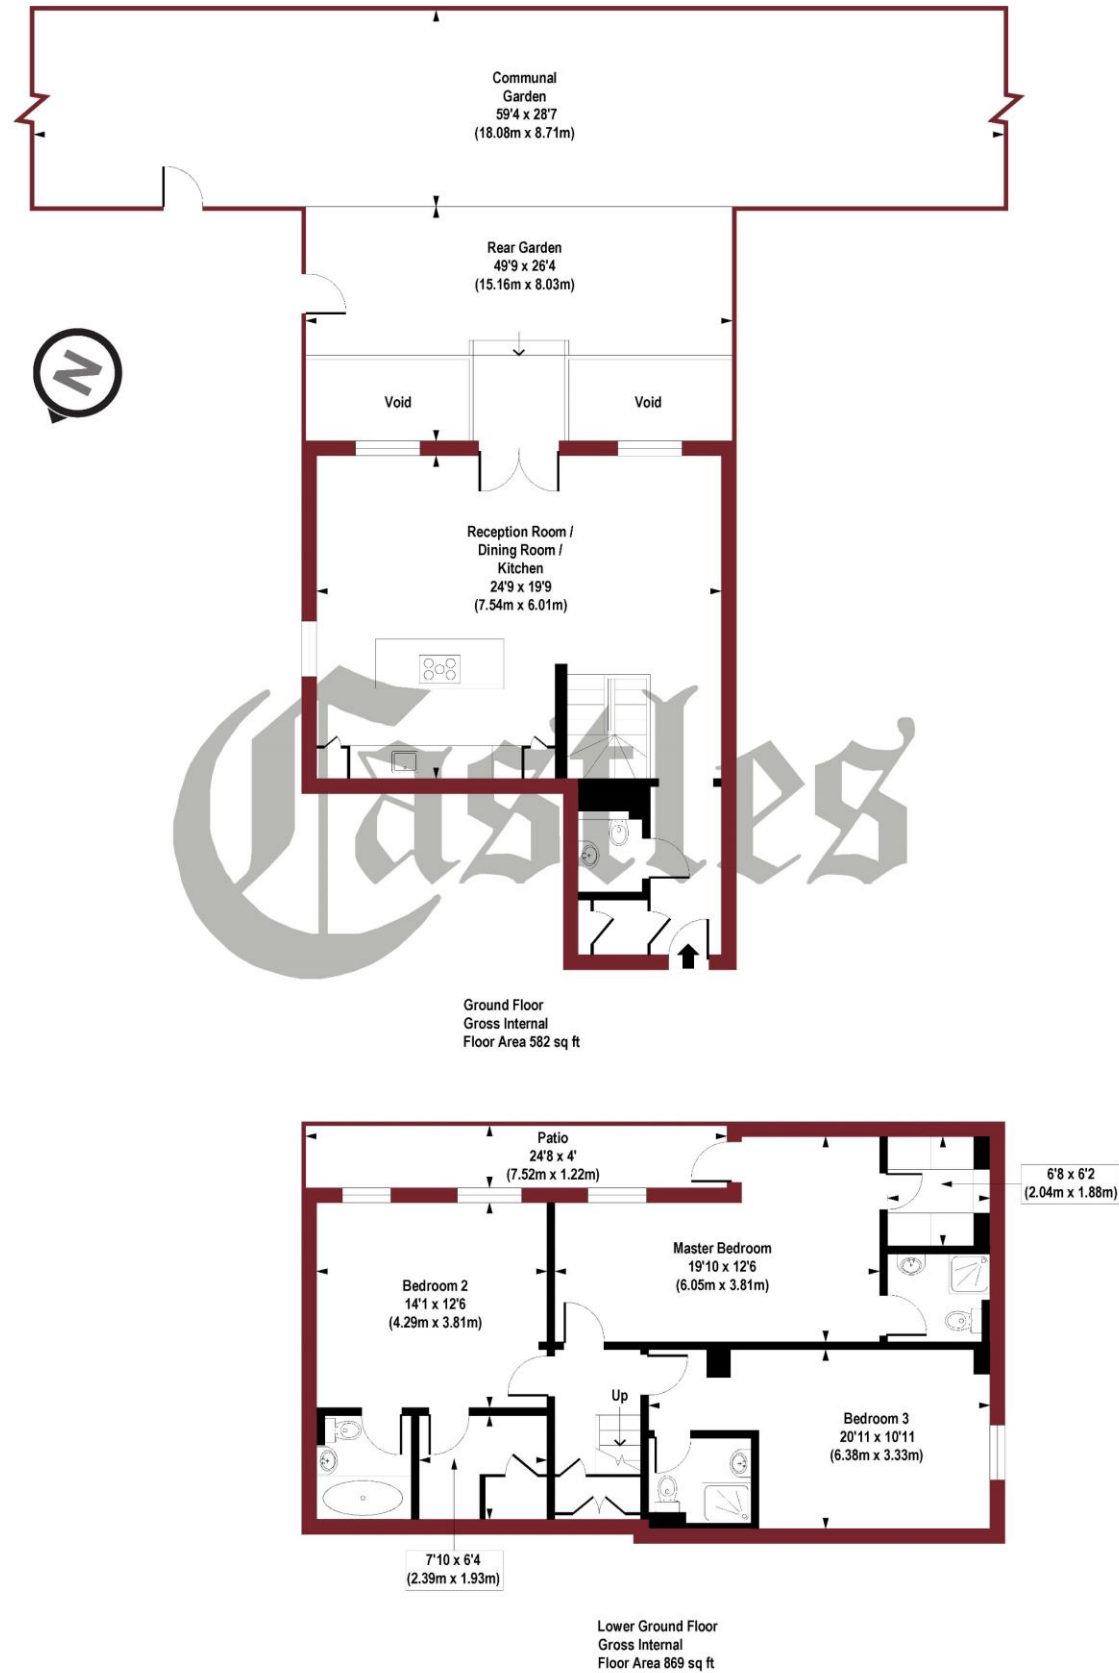 Communal
Garden
59'4 x 28'7
(18.08m x 8.71m)
Rear Garden
49'9 x 26'4
(15.16m x 8.03m)
N
Void
Void
Reception Room /
Dining Room /
Kitchen
24'9 x 19'9
(7.54m x 6.01m)
Castles
Ground Floor
Gross Internal
Floor Area 582 sq ft
Patio
24'8 x 4'
(7.52m x 1.22m)
6'8 x 6'2
(2.04m x 1.88m)
Master Bedroom
19'10 x 12'6
(6.05m x 3.81m)
Bedroom 2
14'1 x 12'6
(4.29m x 3.81m)
Up
Bedroom 3
20'11 x 10'11
(6.38m x 3.33m)
7'10 x 6'4
(2.39m x 1.93m)
Lower Ground Floor
Gross Internal
Floor Area 869 sq ft